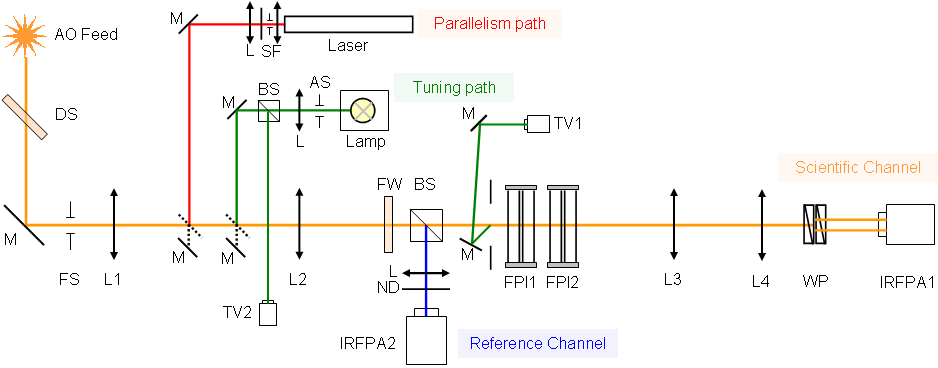 M
L
SF
Laser
Parallelism path
AO Feed
DS
M
BS
AS
L
Lamp
Tuning path
M
TV1
FW
BS
Scientific Channel
M
FS
L1
M
M
L2
M
FPI1
FPI2
L3
L4
WP
IRFPA1
L
ND
TV2
IRFPA2
Reference Channel